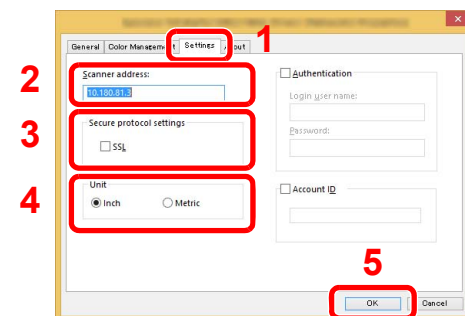 General Color Management Settings About 1
2 Scanner address:
10.180.81.3
3 Secure protocol settings
SSL
4 Unit
Inch Metric
Authentication
Login user name:
Password:
Account ID
5
OK Cancel